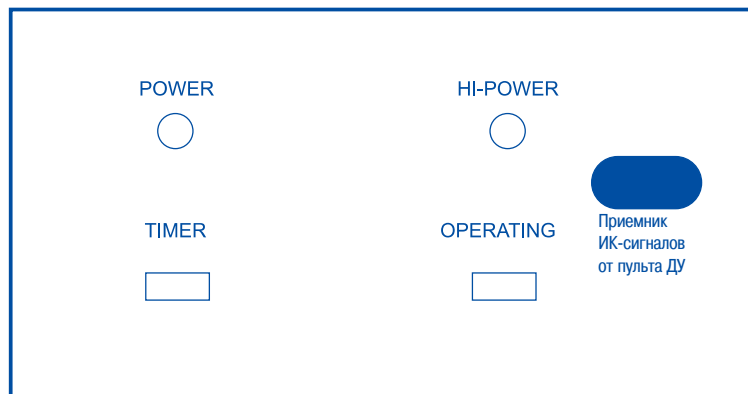 POWER
HI-POWER
TIMER
OPERATING
Приемник
ИК-сигналов
от пульта ДУ